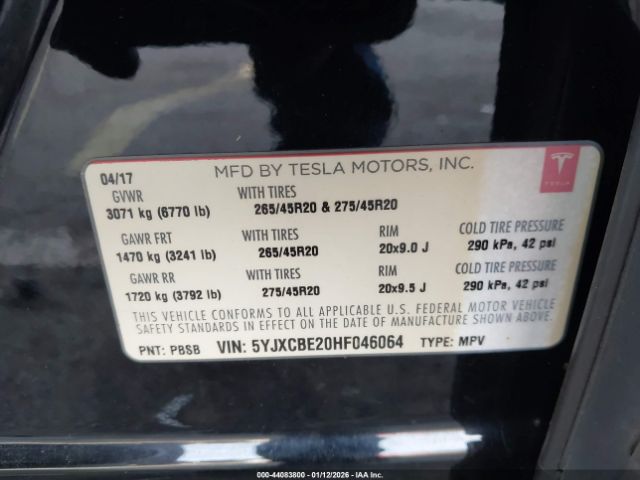 04/17 MFD BY TESLA MOTORS, INC.
TESLA
GVWR WITH TIRES
3071 kg (6770 lb) 265/45R20 & 275/45R20
GAWR FRT WITH TIRES RIM COLD TIRE PRESSURE
1470 kg (3241 lb) 265/45R20 20x9.0 J 290 kPa, 42 psi
GAWR RR WITH TIRES RIM COLD TIRE PRESSURE
1720 kg (3792 lb) 275/45R20 20x9.5 J 290 kPa, 42 psi
THIS VEHICLE CONFORMS TO ALL APPLICABLE U.S. FEDERAL MOTOR VEHICLE
SAFETY STANDARDS IN EFFECT ON THE DATE OF MANUFACTURE SHOWN ABOVE.
PNT: PBSB VIN: 5YJXCBE20HF046064 TYPE: MPV
000-44083800 - 01/12/2026 - IAAHC